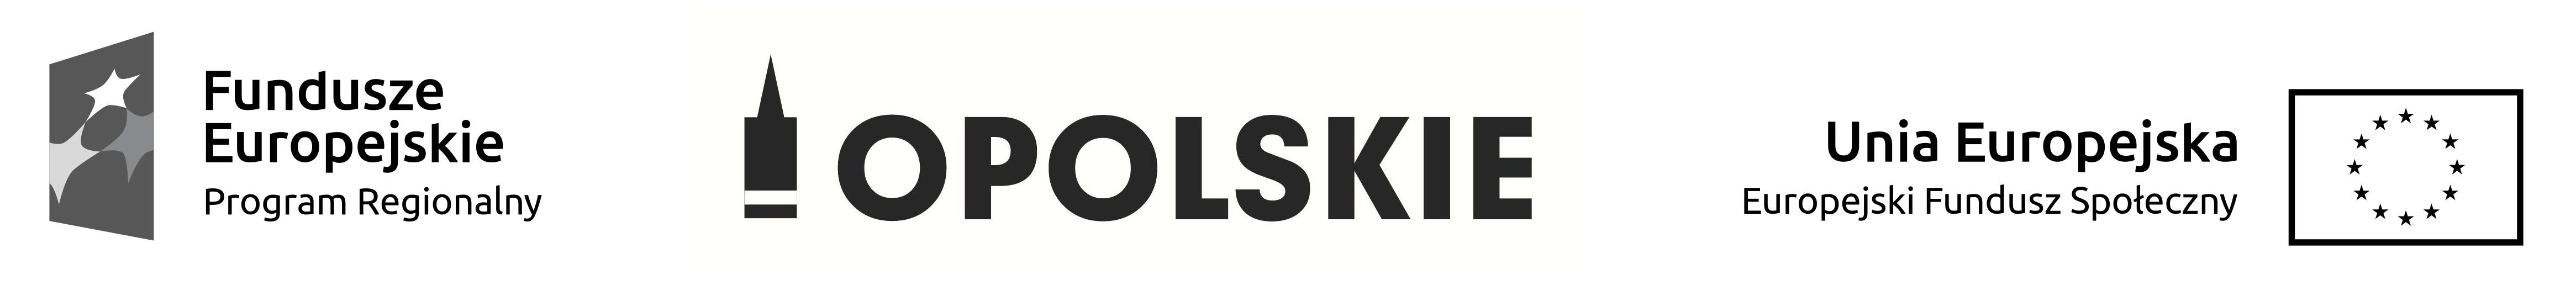 Fundusze
Europejskie
Program Regionalny
OPOLSKIE
Unia Europejska
Europejski Fundusz Społeczny